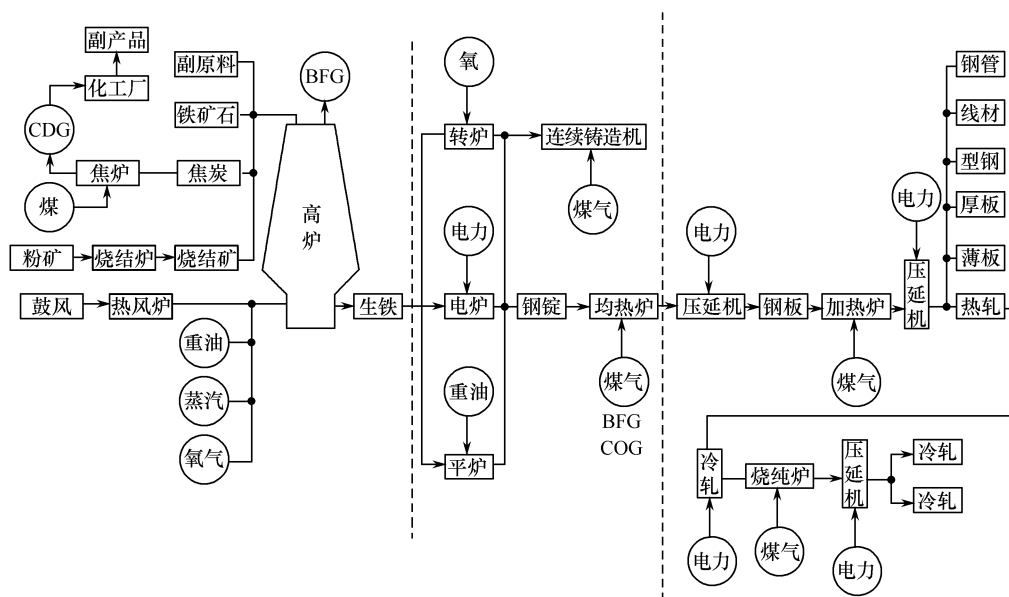 副产品
化工厂
CDG
焦炉
煤
副原料
铁矿石
焦炭
粉矿
烧结炉
烧结矿
鼓风
热风炉
重油
蒸汽
氧气
BFG
高炉
生铁
氧
转炉
连续铸造机
煤气
电力
电炉
钢锭
均热炉
重油
平炉
煤气
BFG
COG
电力
压延机
钢板
加热炉
煤气
电力
压延机
钢管
线材
型钢
厚板
薄板
热轧
冷轧
电力
烧纯炉
煤气
压延机
电力
冷轧
冷轧